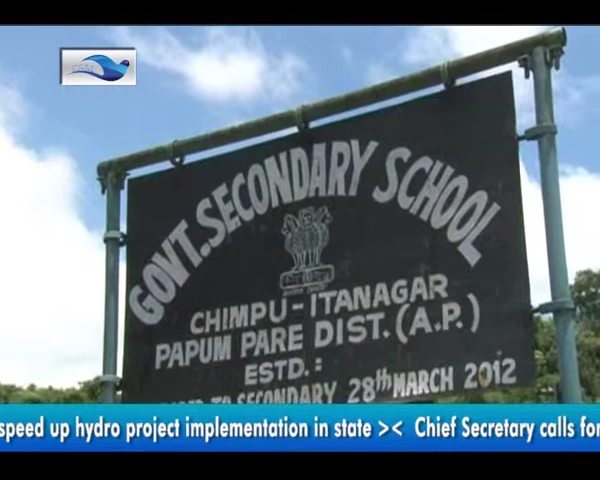 GOVT. SECONDARY SCHOOL
CHIMPU - ITANAGAR
PAPUM PARE DIST. (A.P.)
ESTD. :
TO SECONDARY 28th MARCH 2012
speed up hydro project implementation in state >< Chief Secretary calls for